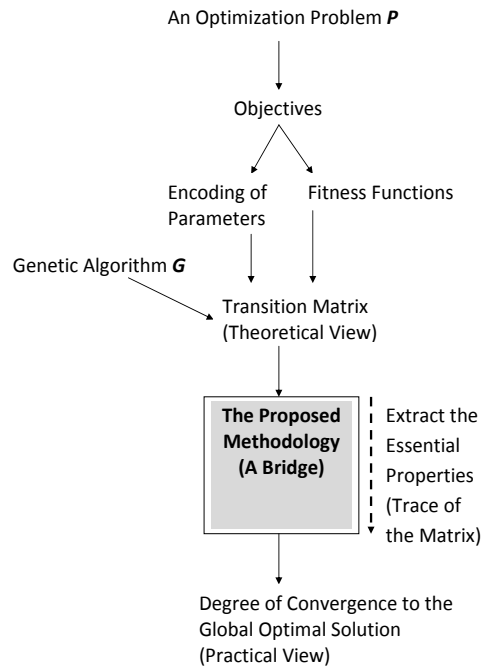 An Optimization Problem P
Objectives
Encoding of
Parameters
Fitness Functions
Genetic Algorithm G
Transition Matrix
(Theoretical View)
The Proposed
Methodology
(A Bridge)
Extract the
Essential
Properties
(Trace of
the Matrix)
Degree of Convergence to the
Global Optimal Solution
(Practical View)